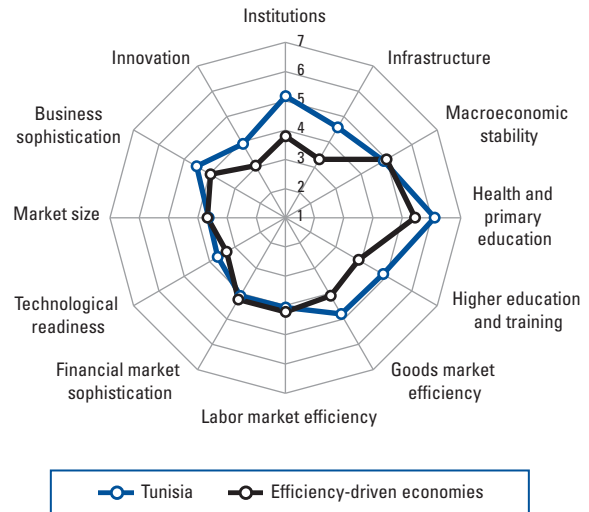 Institutions
7
Innovation
6
Infrastructure
5
Business
sophistication
4
Macroeconomic
stability
3
2
Market size
1
Health and
primary
education
Technological
readiness
Higher education
and training
Financial market
sophistication
Goods market
efficiency
Labor market efficiency
Tunisia
Efficiency-driven economies